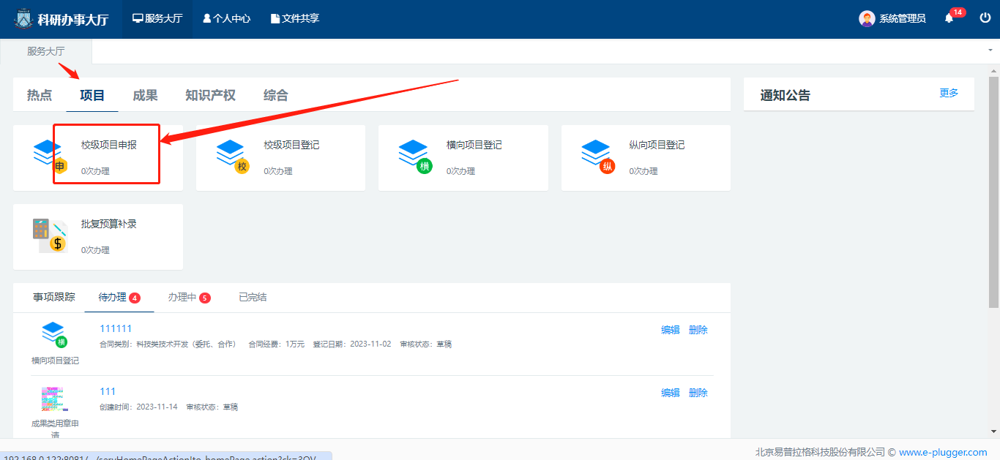 科研办事大厅 服务大厅 个人中心 文件共享 系统管理员 14
服务大厅
热点 项目 成果 知识产权 综合
通知公告 更多
校级项目申报 校级项目登记 横向项目登记 纵向项目登记
申 校 横 纵
0次办理 0次办理 0次办理 0次办理
批复预算补录
$
0次办理
事项跟踪 待办理 4 办理中 5 已完结
111111 编辑 删除
横
合同类别：科技类技术开发（委托、合作） 合同经费：1万元 登记日期：2023-11-02 审核状态：草稿
横向项目登记
111 编辑 删除
创建时间：2023-11-14 审核状态：草稿
成果类用章申
请
北京易普拉格科技股份有限公司 © www.e-plugger.com